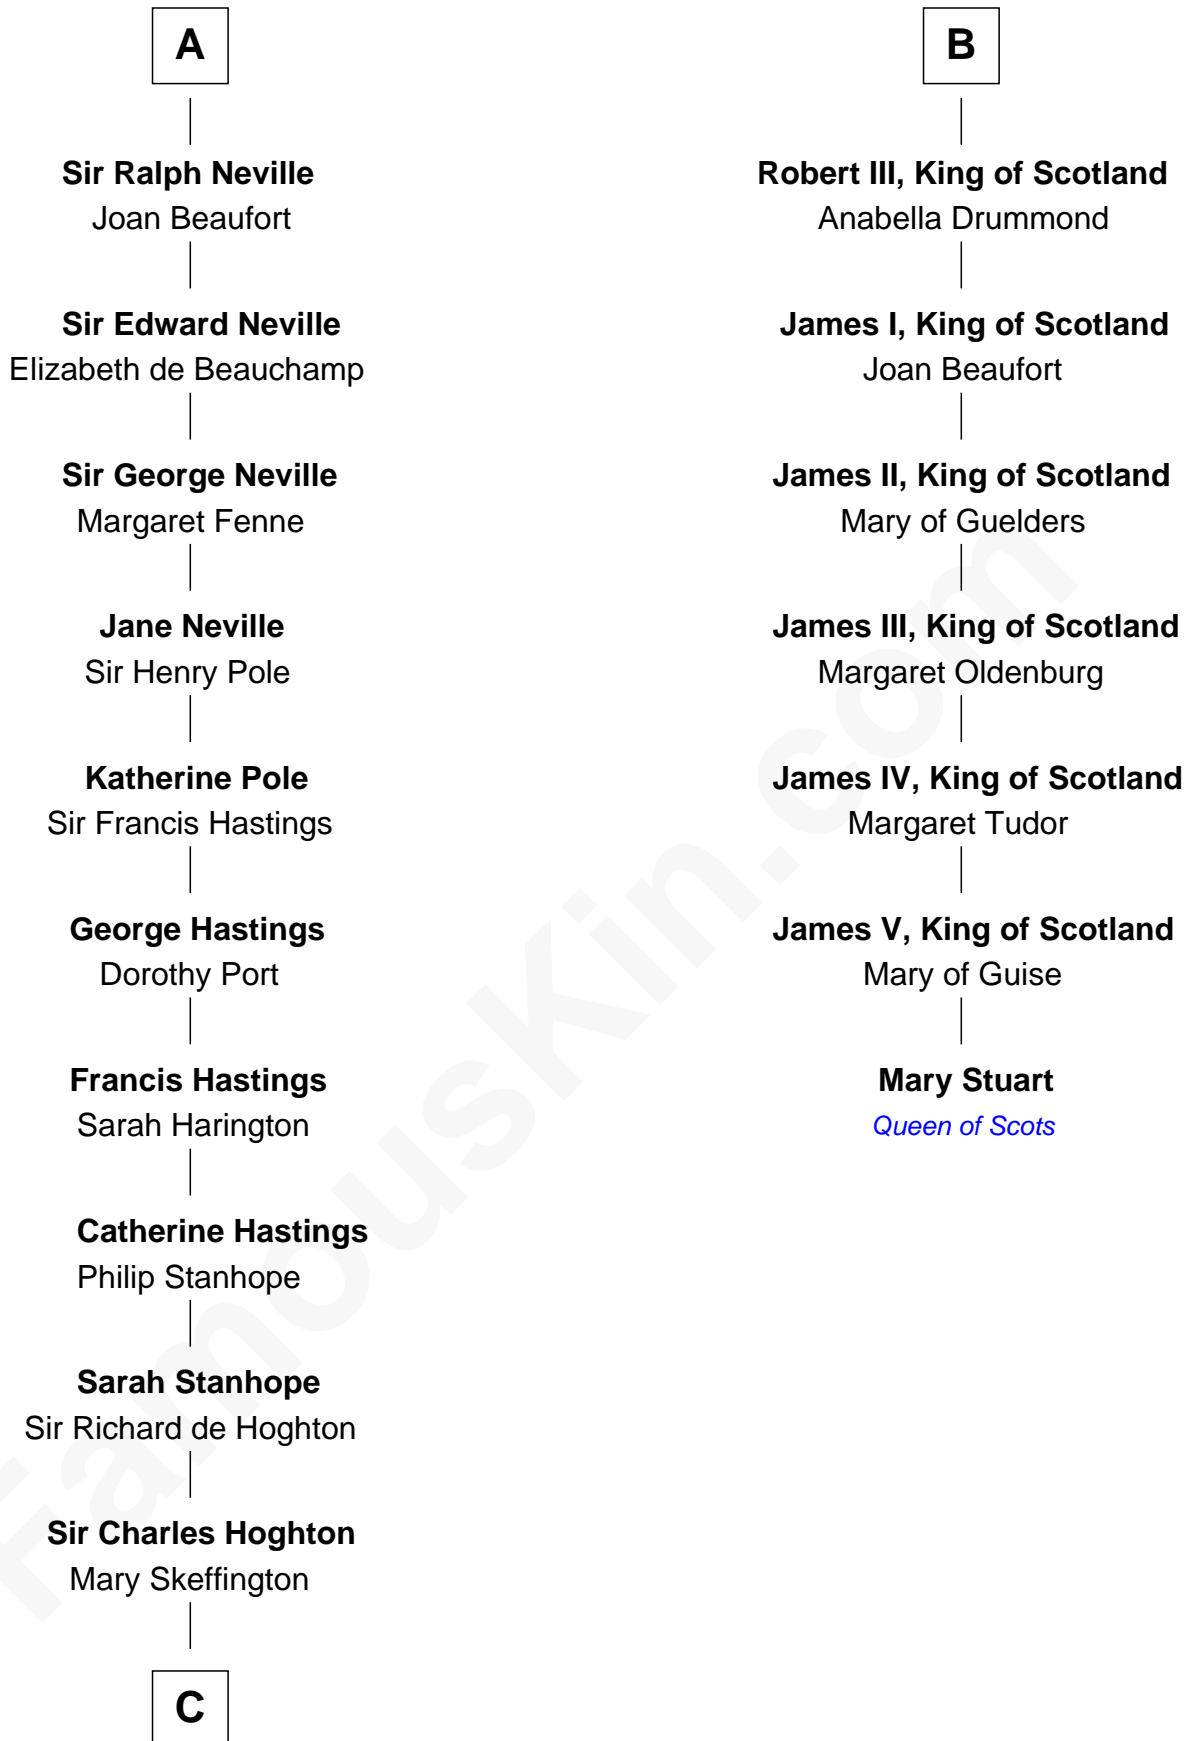 A
Sir Ralph Neville
Joan Beaufort
Sir Edward Neville
Elizabeth de Beauchamp
Sir George Neville
Margaret Fenne
Jane Neville
Sir Henry Pole
Katherine Pole
Sir Francis Hastings
George Hastings
Dorothy Port
Francis Hastings
Sarah Harington
Catherine Hastings
Philip Stanhope
Sarah Stanhope
Sir Richard de Hoghton
Sir Charles Hoghton
Mary Skeffington
C
B
Robert III, King of Scotland
Anabella Drummond
James I, King of Scotland
Joan Beaufort
James II, King of Scotland
Mary of Guelders
James III, King of Scotland
Margaret Oldenburg
James IV, King of Scotland
Margaret Tudor
James V, King of Scotland
Mary of Guise
Mary Stuart
Queen of Scots
FamousKin.com